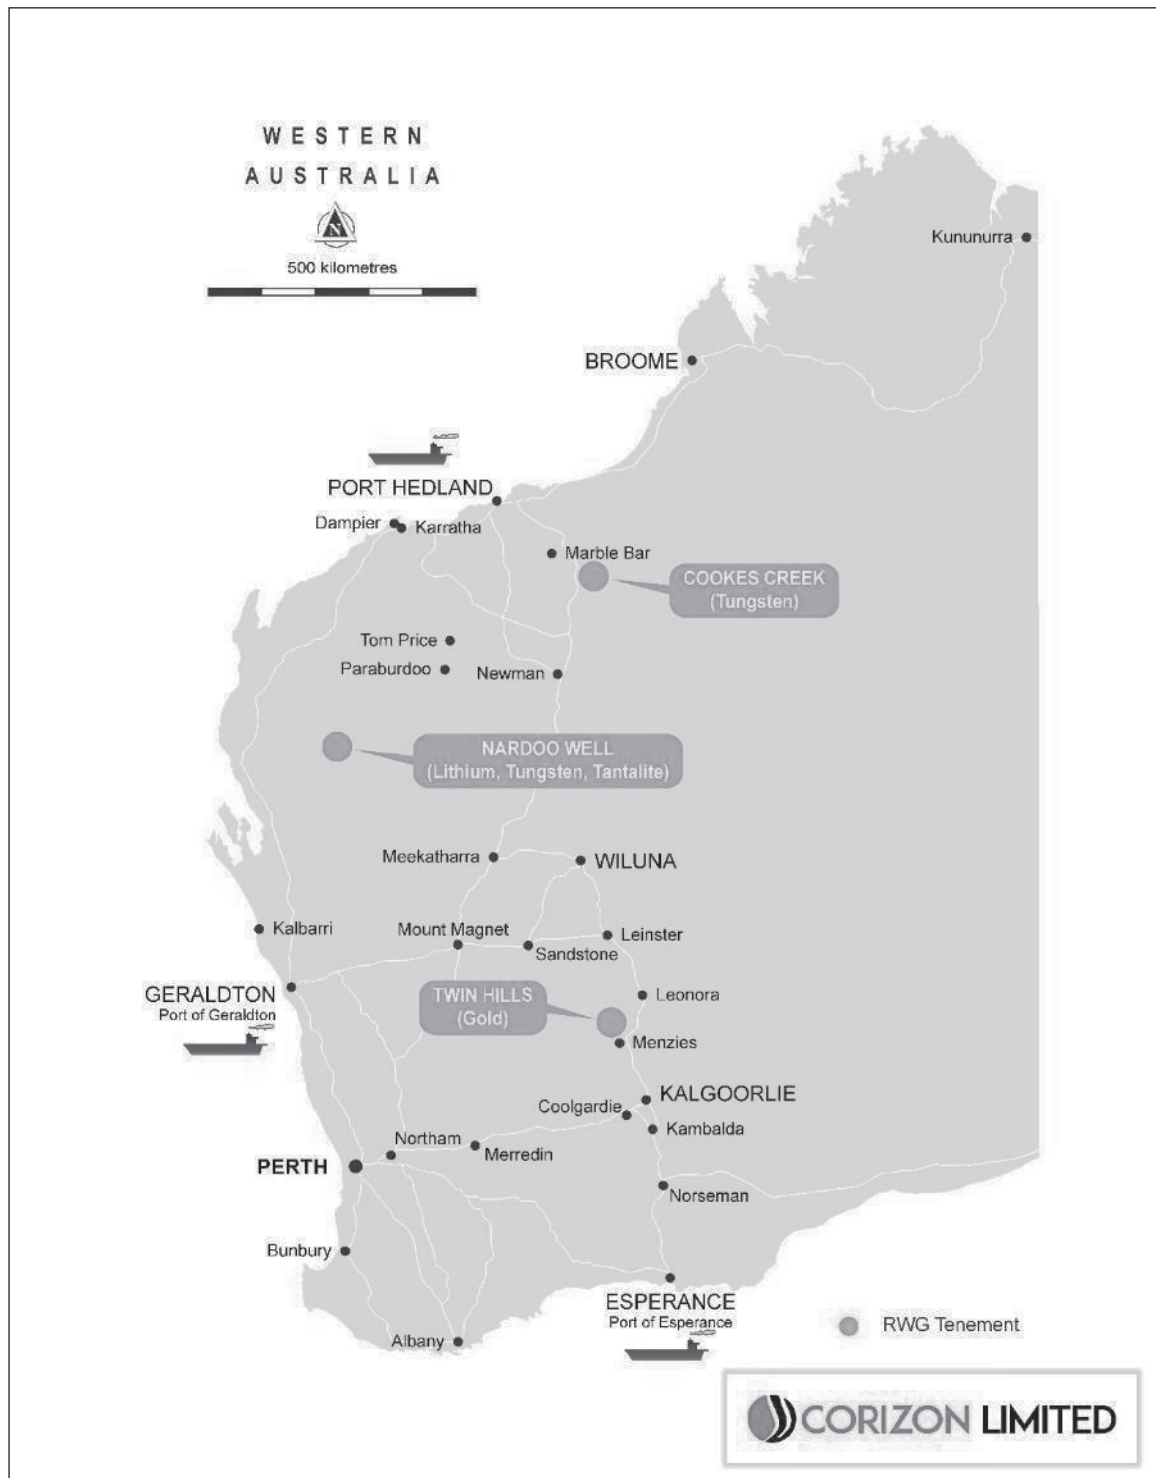 WESTERN
AUSTRALIA
N
500 kilometres
Kununurra
BROOME
PORT HEDLAND
Dampier
Karratha
Marble Bar
COOKES CREEK
(Tungsten)
Tom Price
Paraburdoo
Newman
NARDOO WELL
(Lithium, Tungsten, Tantalite)
Meekatharra
WILUNA
Kalbarri
Mount Magnet
Leinster
Sandstone
GERALDTON
Port of Geraldton
TWIN HILLS
(Gold)
Leonora
Menzies
KALGOORLIE
Coolgardie
Kambalda
Northam
Merredin
PERTH
Norseman
Bunbury
ESPERANCE
Port of Esperance
Albany
RWG Tenement
CORIZON LIMITED